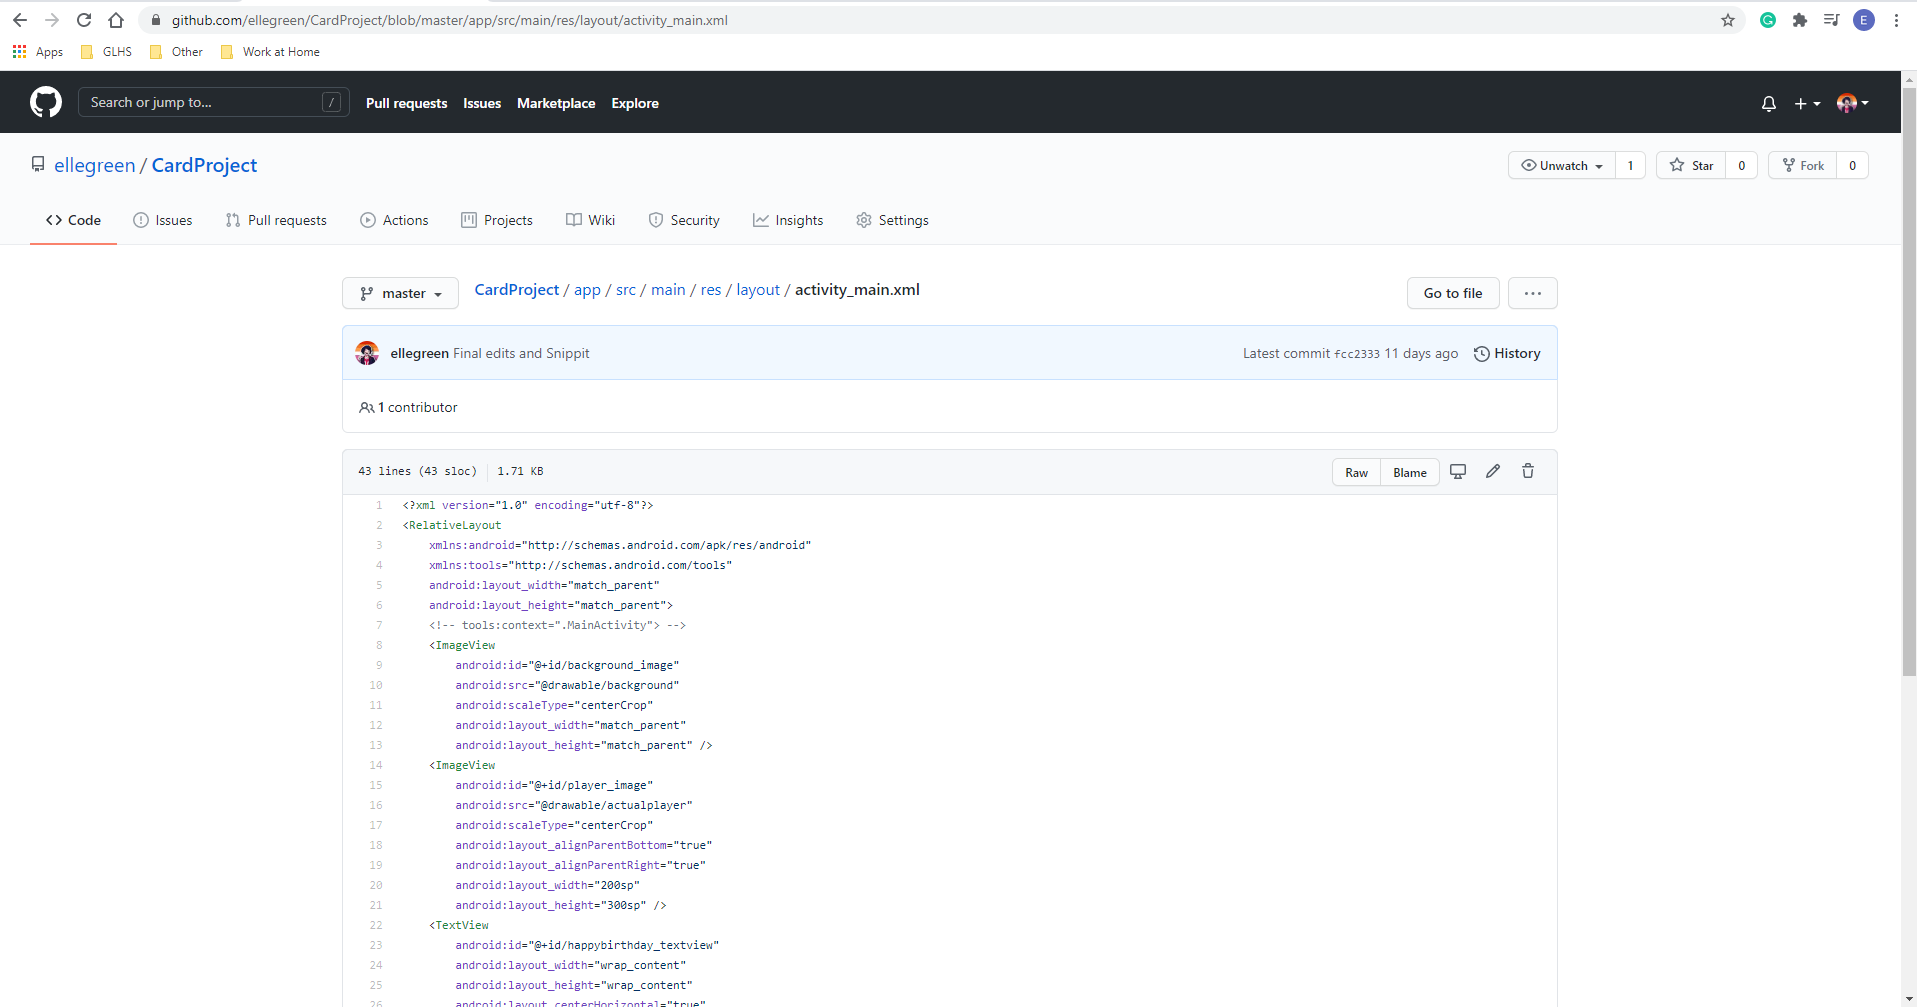 github.com/ellegreen/CardProject/blob/master/app/src/main/res/layout/activity_main.xml
E
Apps GLHS Other Work at Home
Search or jump to... / Pull requests Issues Marketplace Explore
ellegreen / CardProject Unwatch 1 Star 0 Fork 0
Code Issues Pull requests Actions Projects Wiki Security Insights Settings
master CardProject / app / src / main / res / layout / activity_main.xml Go to file ...
ellegreen Final edits and Snippit Latest commit fcc2333 11 days ago History
1 contributor
43 lines (43 sloc) 1.71 KB Raw Blame
1 <?xml version="1.0" encoding="utf-8"?>
2 <RelativeLayout
3 xmlns:android="http://schemas.android.com/apk/res/android"
4 xmlns:tools="http://schemas.android.com/tools"
5 android:layout_width="match_parent"
6 android:layout_height="match_parent">
7 <!-- tools:context=".MainActivity"> -->
8 <ImageView
9 android:id="@+id/background_image"
10 android:src="@drawable/background"
11 android:scaleType="centerCrop"
12 android:layout_width="match_parent"
13 android:layout_height="match_parent" />
14 <ImageView
15 android:id="@+id/player_image"
16 android:src="@drawable/actualplayer"
17 android:scaleType="centerCrop"
18 android:layout_alignParentBottom="true"
19 android:layout_alignParentRight="true"
20 android:layout_width="200sp"
21 android:layout_height="300sp" />
22 <TextView
23 android:id="@+id/happybirthday_textview"
24 android:layout_width="wrap_content"
25 android:layout_height="wrap_content"
26 android:layout_centerHorizontal="true"